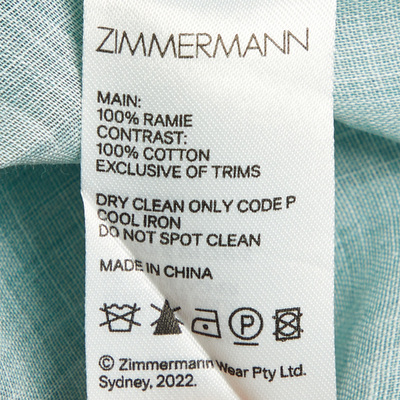 ZIMMERMANN
MAIN:
100% RAMIE
CONTRAST:
100% COTTON
EXCLUSIVE OF TRIMS
DRY CLEAN ONLY CODE P
COOL IRON
DO NOT SPOT CLEAN
MADE IN CHINA
P
© Zimmermann Wear Pty Ltd.
Sydney, 2022.